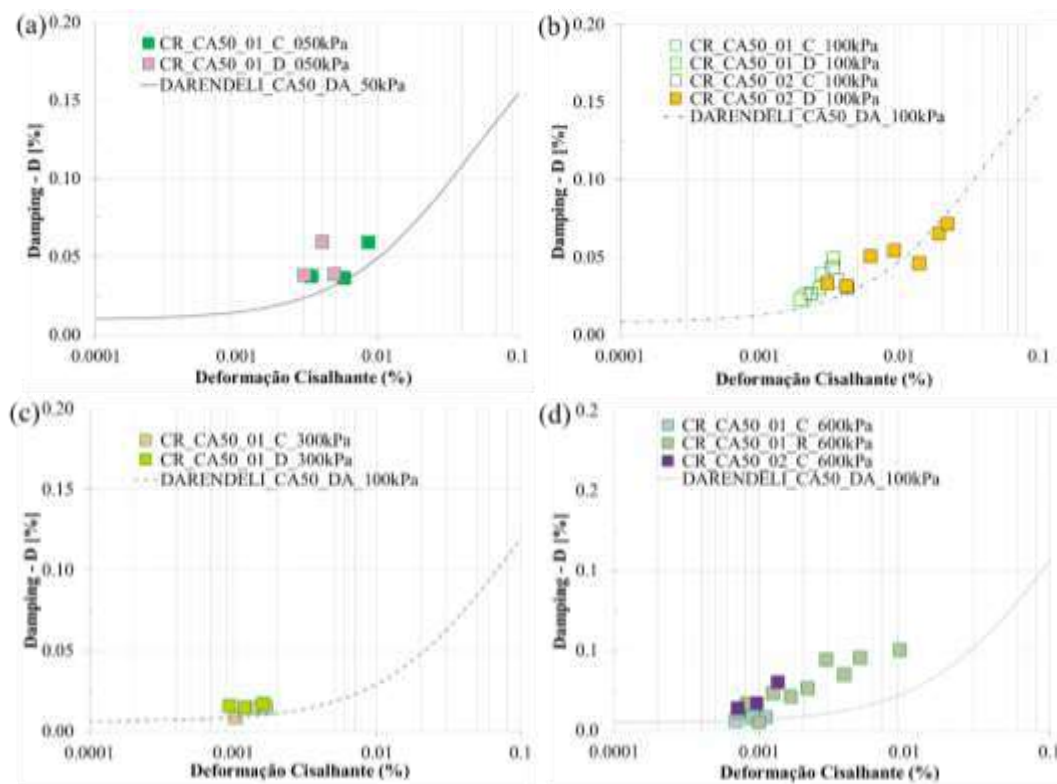 (a)
0.20
0.15
0.10
0.05
0.00
Damping - D [%]
CR_CA50_01_C_050kPa
CR_CA50_01_D_050kPa
DARENDELI_CA50_DA_50kPa
0.0001
0.001
0.01
0.1
Deformação Cisalhante (%)
(b)
0.20
0.15
0.10
0.05
0.00
Damping - D [%]
CR_CA50_01_C_100kPa
CR_CA50_01_D_100kPa
CR_CA50_02_C_100kPa
CR_CA50_02_D_100kPa
DARENDELI_CA50_DA_100kPa
0.0001
0.001
0.01
0.1
Deformação Cisalhante (%)
(c)
0.20
0.15
0.10
0.05
0.00
Damping - D [%]
CR_CA50_01_C_300kPa
CR_CA50_01_D_300kPa
DARENDELI_CA50_DA_100kPa
0.0001
0.001
0.01
0.1
Deformação Cisalhante (%)
(d)
0.2
0.2
0.1
0.1
0.0
Damping - D [%]
CR_CA50_01_C_600kPa
CR_CA50_01_R_600kPa
CR_CA50_02_C_600kPa
DARENDELI_CA50_DA_100kPa
0.0001
0.001
0.01
0.1
Deformação Cisalhante (%)